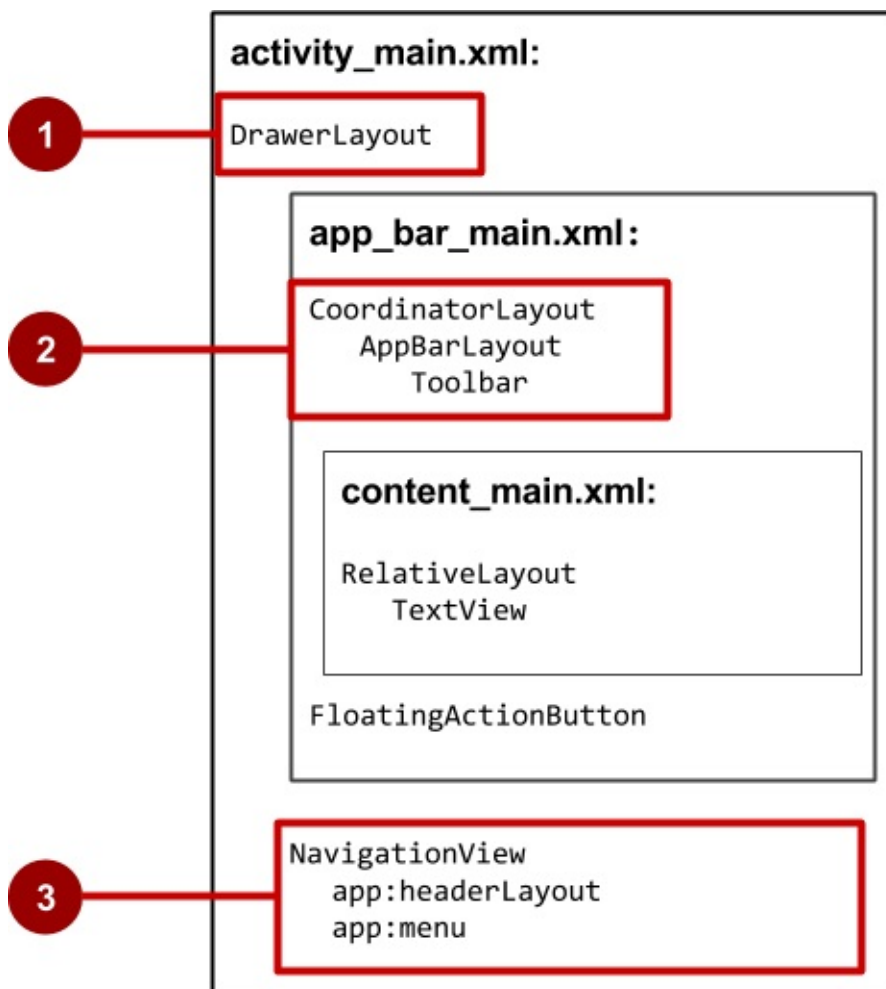 activity_main.xml:
1
DrawerLayout
app_bar_main.xml:
2
CoordinatorLayout
AppBarLayout
Toolbar
content_main.xml:
RelativeLayout
TextView
FloatingActionButton
3
NavigationView
app:headerLayout
app:menu